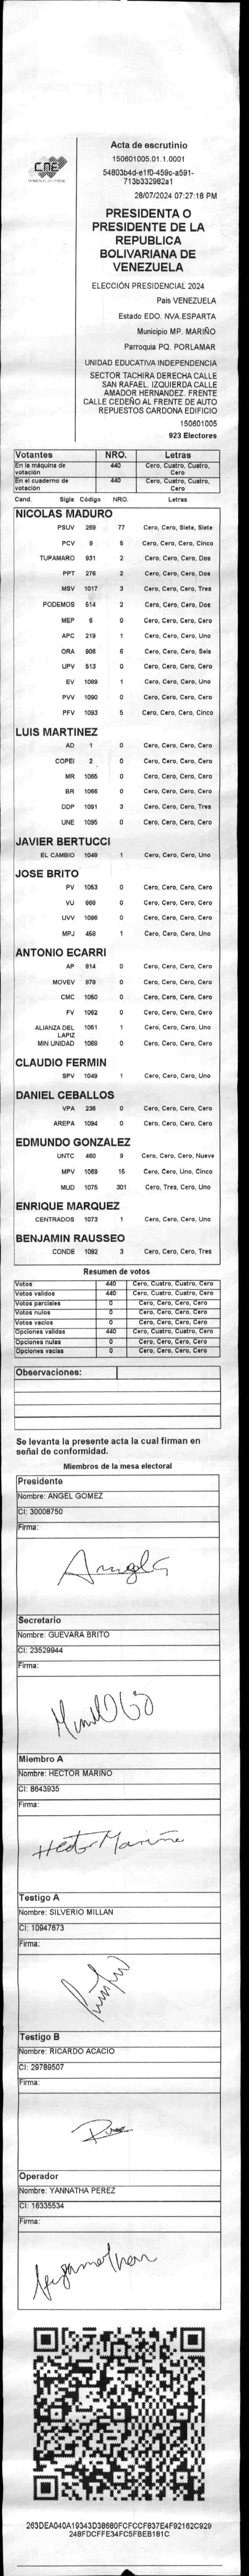 CNE
Acta de escrutinio
150601005.01.1.0001
54803b4d-e1f0-459c-a591-
713b332982a1
28/07/2024 07:27:18 PM
PRESIDENTA O
PRESIDENTE DE LA
REPUBLICA
BOLIVARIANA DE
VENEZUELA
ELECCIÓN PRESIDENCIAL 2024
País VENEZUELA
Estado EDO. NVA.ESPARTA
Municipio MP. MARIÑO
Parroquia PQ. PORLAMAR
UNIDAD EDUCATIVA INDEPENDENCIA
SECTOR TACHIRA DERECHA CALLE
SAN RAFAEL. IZQUIERDA CALLE
AMADOR HERNANDEZ. FRENTE
CALLE CEDEÑO AL FRENTE DE AUTO
REPUESTOS CARDONA EDIFICIO
150601005
923 Electores
Votantes NRO. Letras
En la máquina de votación 440 Cero, Cuatro, Cuatro, Cero
En el cuaderno de votación 440 Cero, Cuatro, Cuatro, Cero
Cand. Sigla Código NRO. Letras
NICOLAS MADURO
PSUV 269 77 Cero, Cero, Siete, Siete
PCV 9 5 Cero, Cero, Cero, Cinco
TUPAMARO 931 2 Cero, Cero, Cero, Dos
PPT 276 2 Cero, Cero, Cero, Dos
MSV 1017 3 Cero, Cero, Cero, Tres
PODEMOS 514 2 Cero, Cero, Cero, Dos
MEP 6 0 Cero, Cero, Cero, Cero
APC 219 1 Cero, Cero, Cero, Uno
ORA 906 6 Cero, Cero, Cero, Seis
UPV 513 0 Cero, Cero, Cero, Cero
EV 1089 1 Cero, Cero, Cero, Uno
PVV 1090 0 Cero, Cero, Cero, Cero
PFV 1093 5 Cero, Cero, Cero, Cinco
LUIS MARTINEZ
AD 1 0 Cero, Cero, Cero, Cero
COPEI 2 0 Cero, Cero, Cero, Cero
MR 1065 0 Cero, Cero, Cero, Cero
BR 1066 0 Cero, Cero, Cero, Cero
DDP 1091 3 Cero, Cero, Cero, Tres
UNE 1095 0 Cero, Cero, Cero, Cero
JAVIER BERTUCCI
EL CAMBIO 1048 1 Cero, Cero, Cero, Uno
JOSE BRITO
PV 1053 0 Cero, Cero, Cero, Cero
VU 868 0 Cero, Cero, Cero, Cero
UVV 1096 0 Cero, Cero, Cero, Cero
MPJ 459 1 Cero, Cero, Cero, Uno
ANTONIO ECARRI
AP 814 0 Cero, Cero, Cero, Cero
MOVEV 878 0 Cero, Cero, Cero, Cero
CMC 1050 0 Cero, Cero, Cero, Cero
FV 1062 0 Cero, Cero, Cero, Cero
ALIANZA DEL LAPIZ 1061 1 Cero, Cero, Cero, Uno
MIN UNIDAD 1068 0 Cero, Cero, Cero, Cero
CLAUDIO FERMIN
SPV 1049 1 Cero, Cero, Cero, Uno
DANIEL CEBALLOS
VPA 236 0 Cero, Cero, Cero, Cero
AREPA 1094 0 Cero, Cero, Cero, Cero
EDMUNDO GONZALEZ
UNTC 460 9 Cero, Cero, Cero, Nueve
MPV 1069 15 Cero, Cero, Uno, Cinco
MUD 1075 301 Cero, Tres, Cero, Uno
ENRIQUE MARQUEZ
CENTRADOS 1073 1 Cero, Cero, Cero, Uno
BENJAMIN RAUSSEO
CONDE 1092 3 Cero, Cero, Cero, Tres
Resumen de votos
Votos 440 Cero, Cuatro, Cuatro, Cero
Votos validos 440 Cero, Cuatro, Cuatro, Cero
Votos parciales 0 Cero, Cero, Cero, Cero
Votos nulos 0 Cero, Cero, Cero, Cero
Votos vacios 0 Cero, Cero, Cero, Cero
Opciones validas 440 Cero, Cuatro, Cuatro, Cero
Opciones nulas 0 Cero, Cero, Cero, Cero
Opciones vacias 0 Cero, Cero, Cero, Cero
Observaciones:
Se levanta la presente acta la cual firman en
señal de conformidad.
Miembros de la mesa electoral
Presidente
Nombre: ANGEL GOMEZ
CI: 30008750
Firma:
Secretario
Nombre: GUEVARA BRITO
CI: 23529944
Firma:
Miembro A
Nombre: HECTOR MARINO
CI: 8643935
Firma:
Hector Marine
Testigo A
Nombre: SILVERIO MILLAN
CI: 10947673
Firma:
Testigo B
Nombre: RICARDO ACACIO
CI: 29789507
Firma:
Operador
Nombre: YANNATHA PEREZ
CI: 16335534
Firma:
263DEA040A19343D38680FCFCCF837E4F92162C929
248FDCFFE34FC5FBEB181C